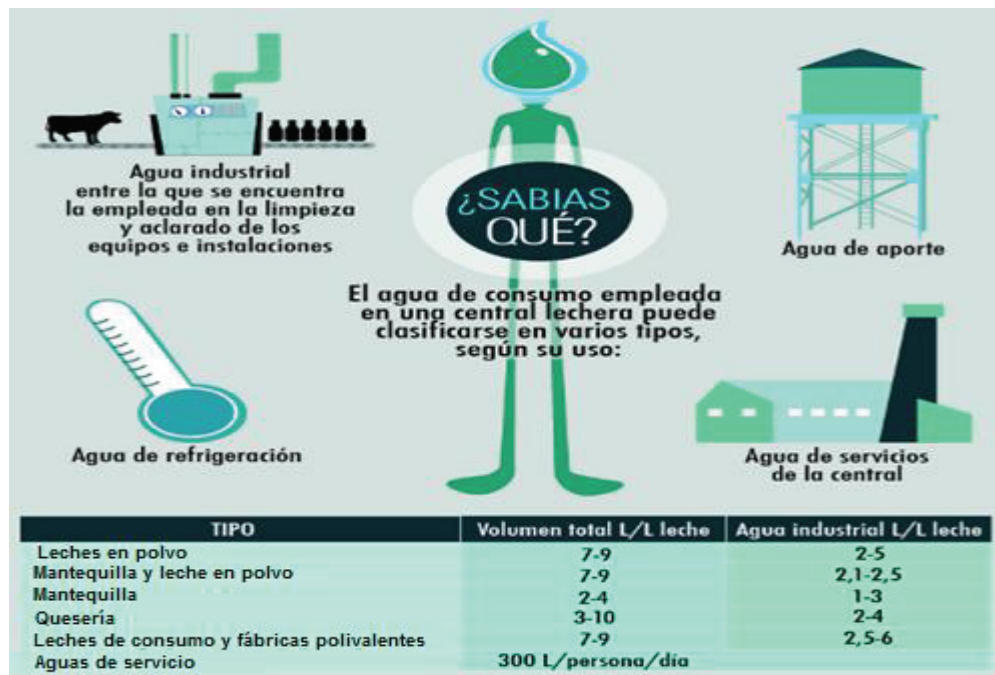 Agua industrial
entre la que se encuentra
la empleada en la limpieza
y aclarado de los
equipos e instalaciones
¿SABIAS
QUÉ?
Agua de aporte
El agua de consumo empleada
en una central lechera puede
clasificarse en varios tipos,
según su uso:
Agua de refrigeración
Agua de servicios
de la central
TIPO Volumen total L/L leche Agua industrial L/L leche
Leches en polvo 7-9 2-5
Mantequilla y leche en polvo 7-9 2,1-2,5
Mantequilla 2-4 1-3
Quesería 3-10 2-4
Leches de consumo y fábricas polivalentes 7-9 2,5-6
Aguas de servicio 300 L/persona/día